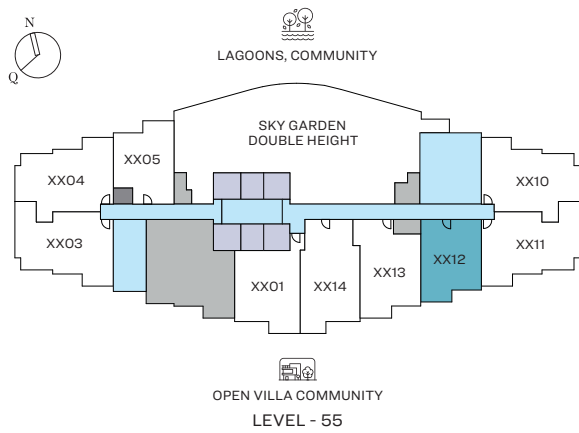 N
Q
LAGOONS, COMMUNITY
SKY GARDEN
DOUBLE HEIGHT
XX05
XX04
XX10
XX03
XX11
XX12
XX13
XX01
XX14
OPEN VILLA COMMUNITY
LEVEL - 55